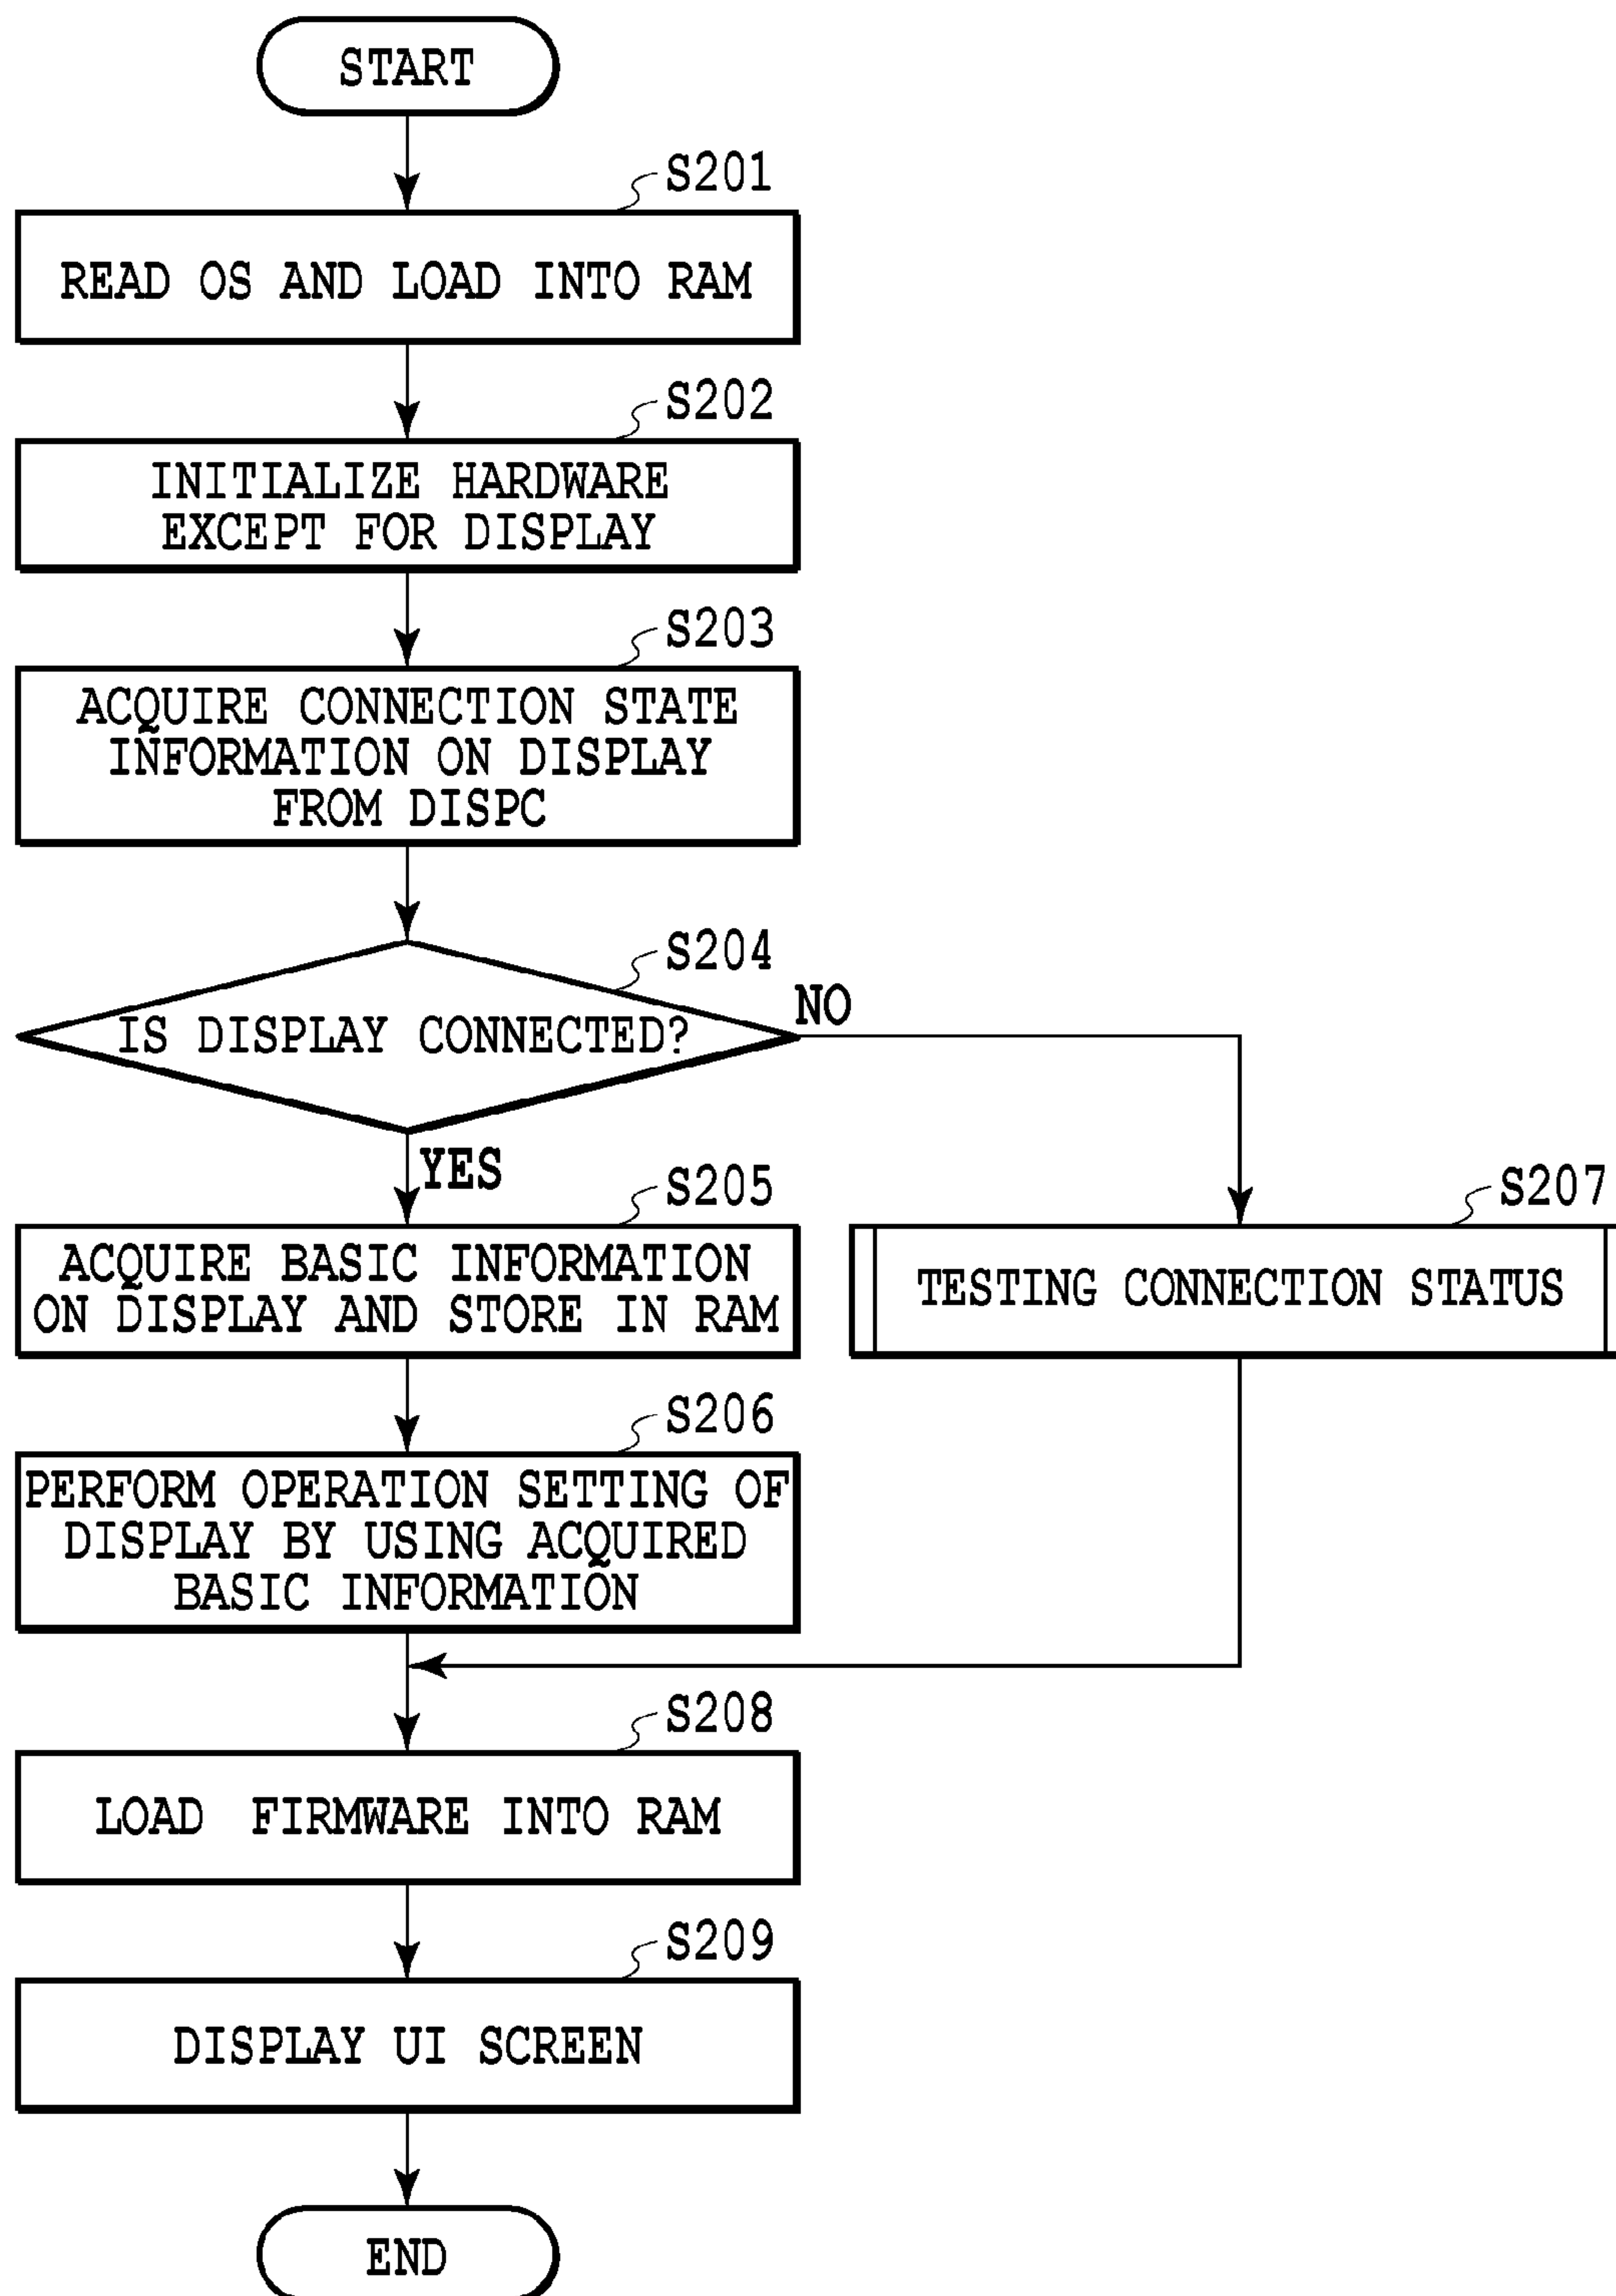 START
S201
READ OS AND LOAD INTO RAM
S202
INITIALIZE HARDWARE
EXCEPT FOR DISPLAY
S203
ACQUIRE CONNECTION STATE
INFORMATION ON DISPLAY
FROM DISPC
S204
IS DISPLAY CONNECTED?
NO
YES
S205
ACQUIRE BASIC INFORMATION
ON DISPLAY AND STORE IN RAM
S207
TESTING CONNECTION STATUS
S206
PERFORM OPERATION SETTING OF
DISPLAY BY USING ACQUIRED
BASIC INFORMATION
S208
LOAD FIRMWARE INTO RAM
S209
DISPLAY UI SCREEN
END